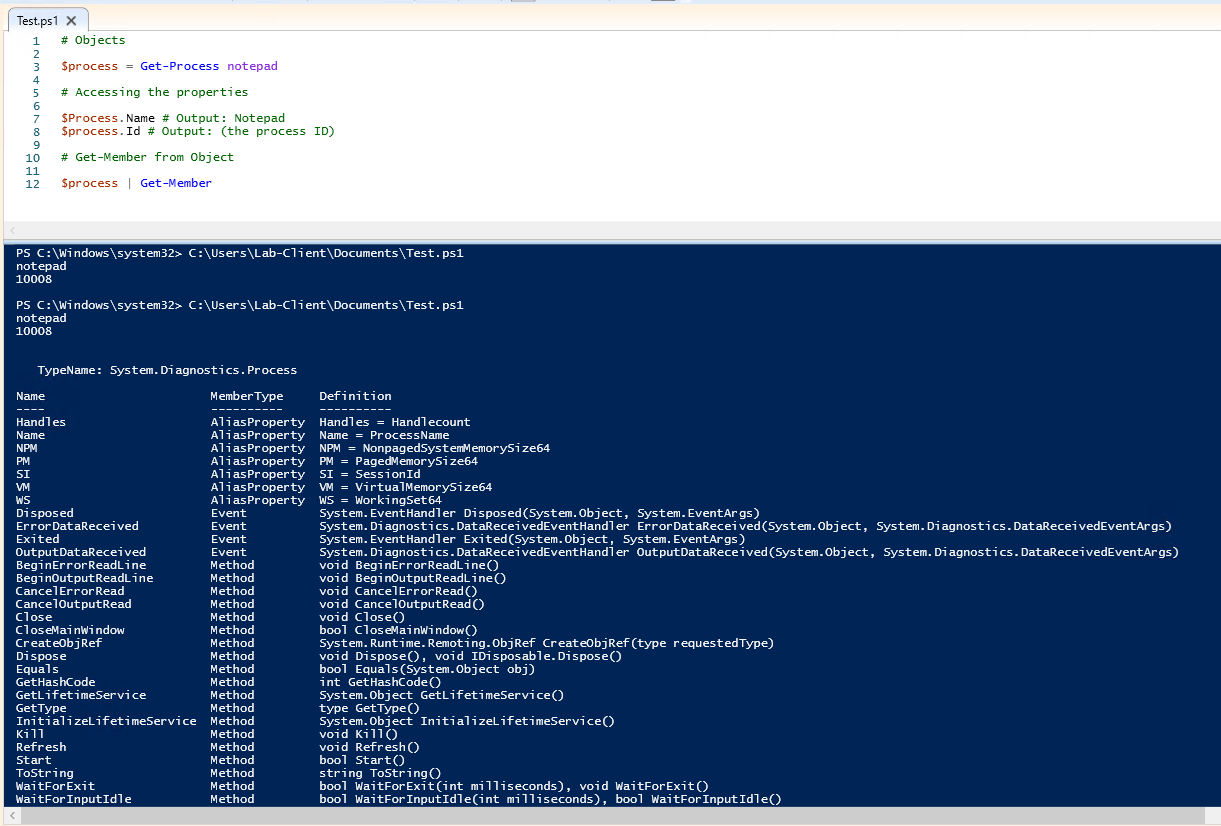 Test.ps1 X
1 # Objects
2
3 $process = Get-Process notepad
4
5 # Accessing the properties
6
7 $Process.Name # Output: Notepad
8 $process.Id # Output: (the process ID)
9
10 # Get-Member from Object
11
12 $process | Get-Member
PS C:\Windows\system32> C:\Users\Lab-Client\Documents\Test.ps1
notepad
10008
PS C:\Windows\system32> C:\Users\Lab-Client\Documents\Test.ps1
notepad
10008
TypeName: System.Diagnostics.Process
Name MemberType Definition
---- ---------- ----------
Handles AliasProperty Handles = Handlecount
Name AliasProperty Name = ProcessName
NPM AliasProperty NPM = NonpagedSystemMemorySize64
PM AliasProperty PM = PagedMemorySize64
SI AliasProperty SI = SessionId
VM AliasProperty VM = VirtualMemorySize64
WS AliasProperty WS = WorkingSet64
Disposed Event System.EventHandler Disposed(System.Object, System.EventArgs)
ErrorDataReceived Event System.Diagnostics.DataReceivedEventHandler ErrorDataReceived(System.Object, System.Diagnostics.DataReceivedEventArgs)
Exited Event System.EventHandler Exited(System.Object, System.EventArgs)
OutputDataReceived Event System.Diagnostics.DataReceivedEventHandler OutputDataReceived(System.Object, System.Diagnostics.DataReceivedEventArgs)
BeginErrorReadLine Method void BeginErrorReadLine()
BeginOutputReadLine Method void BeginOutputReadLine()
CancelErrorRead Method void CancelErrorRead()
CancelOutputRead Method void CancelOutputRead()
Close Method void Close()
CloseMainWindow Method bool CloseMainWindow()
CreateObjRef Method System.Runtime.Remoting.ObjRef CreateObjRef(type requestedType)
Dispose Method void Dispose(), void IDisposable.Dispose()
Equals Method bool Equals(System.Object obj)
GetHashCode Method int GetHashCode()
GetLifetimeService Method System.Object GetLifetimeService()
GetType Method type GetType()
InitializeLifetimeService Method System.Object InitializeLifetimeService()
Kill Method void Kill()
Refresh Method void Refresh()
Start Method bool Start()
ToString Method string ToString()
WaitForExit Method bool WaitForExit(int milliseconds), void WaitForExit()
WaitForInputIdle Method bool WaitForInputIdle(int milliseconds), bool WaitForInputIdle()